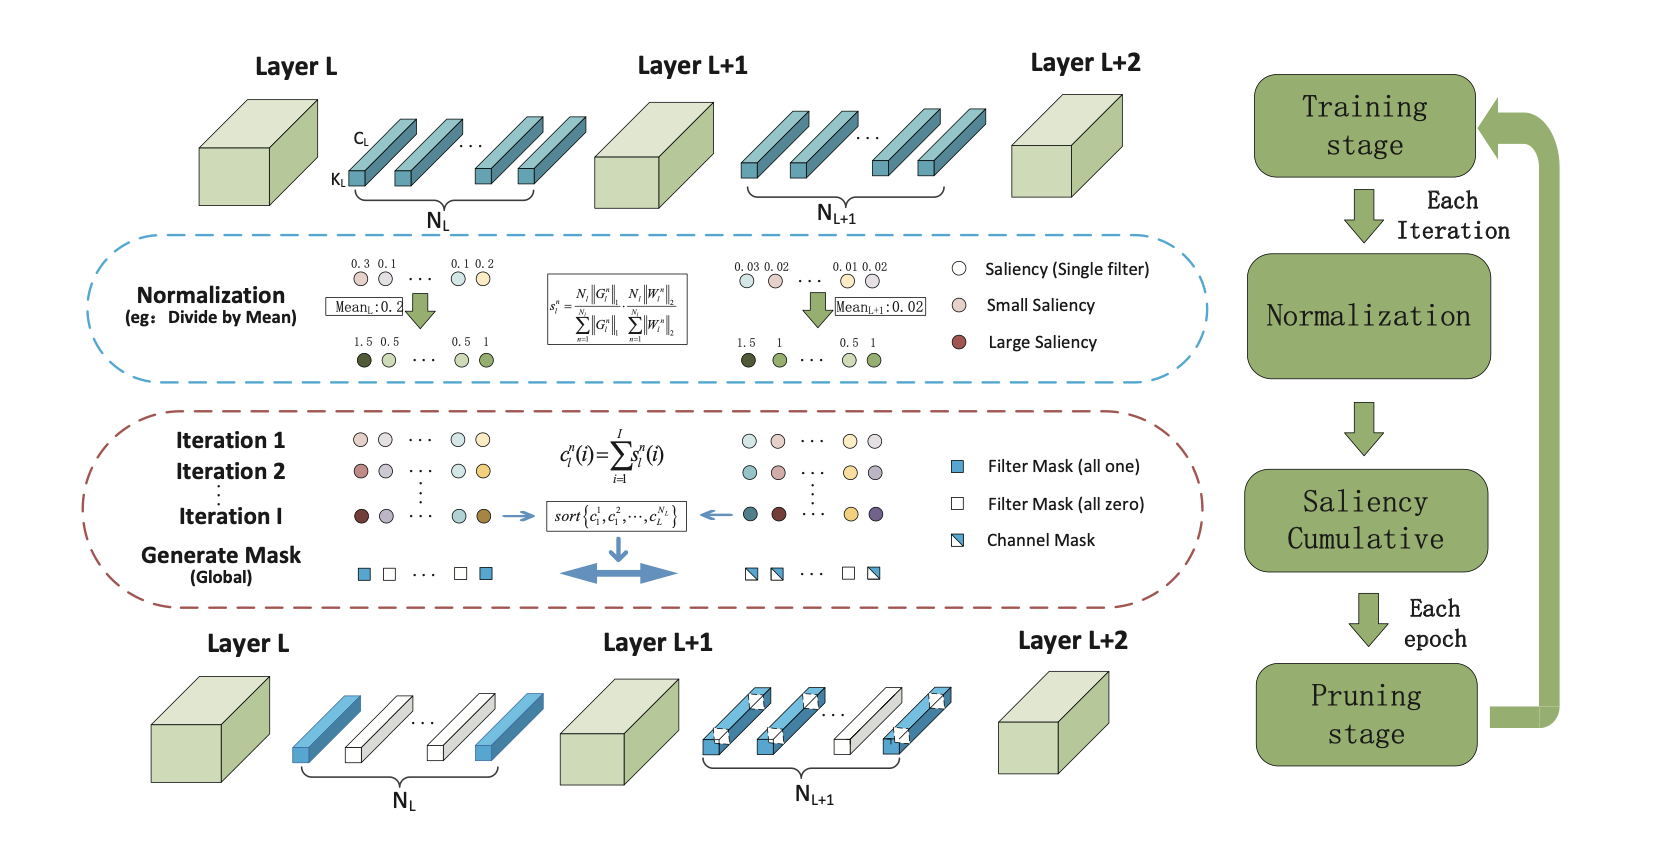 Layer L
Layer L+1
Layer L+2
C_L
K_L
N_L
N_{L+1}
Normalization
(eg: Divide by Mean)
0.3 0.1 ··· 0.1 0.2
Mean_L:0.2
1.5 0.5 ··· 0.5 1
s_l^n = \frac{N_l ||G_l^n||_1}{\sum_{n=1}^{N_l} ||G_l^n||_1} · \frac{N_l ||W_l^n||_2}{\sum_{n=1}^{N_l} ||W_l^n||_2}
0.03 0.02 ··· 0.01 0.02
Mean_{L+1}:0.02
1.5 1 ··· 0.5 1
Saliency (Single filter)
Small Saliency
Large Saliency
Iteration 1
Iteration 2
Iteration I
Generate Mask
(Global)
c_l^n(i)=\sum_{i=1}^{I} s_l^n(i)
sort{c_1^1, c_1^2, ···, c_L^{N_L}}
Filter Mask (all one)
Filter Mask (all zero)
Channel Mask
Layer L
Layer L+1
Layer L+2
N_L
N_{L+1}
Training
stage
Each
Iteration
Normalization
Saliency
Cumulative
Each
epoch
Pruning
stage